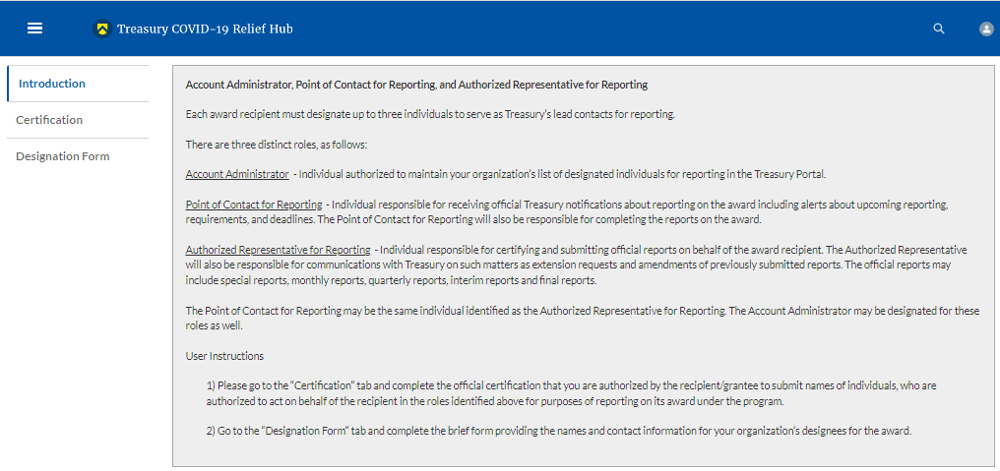 Treasury COVID-19 Relief Hub
Introduction
Certification
Designation Form
Account Administrator, Point of Contact for Reporting, and Authorized Representative for Reporting
Each award recipient must designate up to three individuals to serve as Treasury's lead contacts for reporting.
There are three distinct roles, as follows:
Account Administrator - Individual authorized to maintain your organization's list of designated individuals for reporting in the Treasury Portal.
Point of Contact for Reporting - Individual responsible for receiving official Treasury notifications about reporting on the award including alerts about upcoming reporting,
requirements, and deadlines. The Point of Contact for Reporting will also be responsible for completing the reports on the award.
Authorized Representative for Reporting - Individual responsible for certifying and submitting official reports on behalf of the award recipient. The Authorized Representative
will also be responsible for communications with Treasury on such matters as extension requests and amendments of previously submitted reports. The official reports may
include special reports, monthly reports, quarterly reports, interim reports and final reports.
The Point of Contact for Reporting may be the same individual identified as the Authorized Representative for Reporting. The Account Administrator may be designated for these
roles as well.
User Instructions
1) Please go to the "Certification" tab and complete the official certification that you are authorized by the recipient/grantee to submit names of individuals, who are
authorized to act on behalf of the recipient in the roles identified above for purposes of reporting on its award under the program.
2) Go to the "Designation Form" tab and complete the brief form providing the names and contact information for your organization's designees for the award.